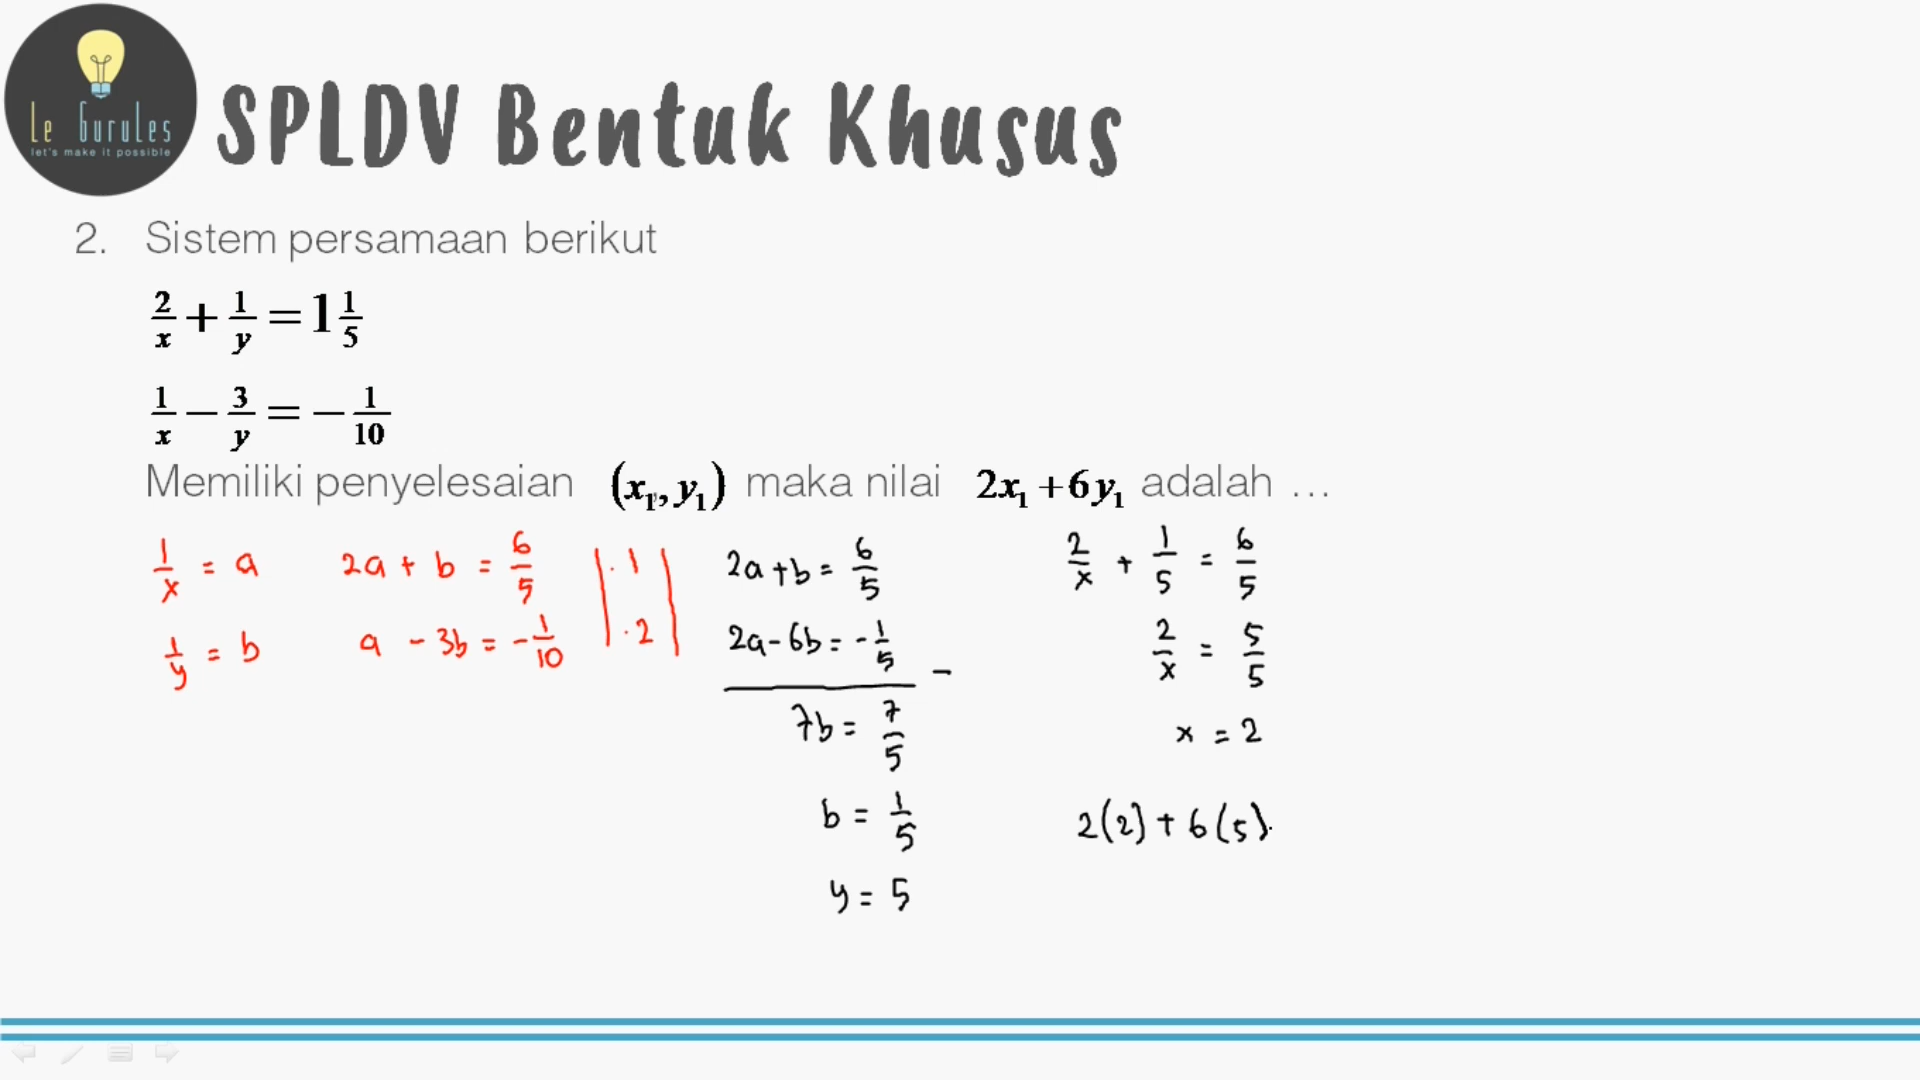 Le Gurules
let's make it possible
SPLDV Bentuk Khusus
2. Sistem persamaan berikut
2/x + 1/y = 1 1/5
1/x - 3/y = - 1/10
Memiliki penyelesaian (x₁, y₁) maka nilai 2x₁ + 6y₁ adalah ...
1/x = a
1/y = b
2a + b = 6/5 | . 1 |
a - 3b = - 1/10 | . 2 |
2a + b = 6/5
2a - 6b = - 1/5 -
7b = 7/5
b = 1/5
y = 5
2/x + 1/5 = 6/5
2/x = 5/5
x = 2
2(2) + 6(5)